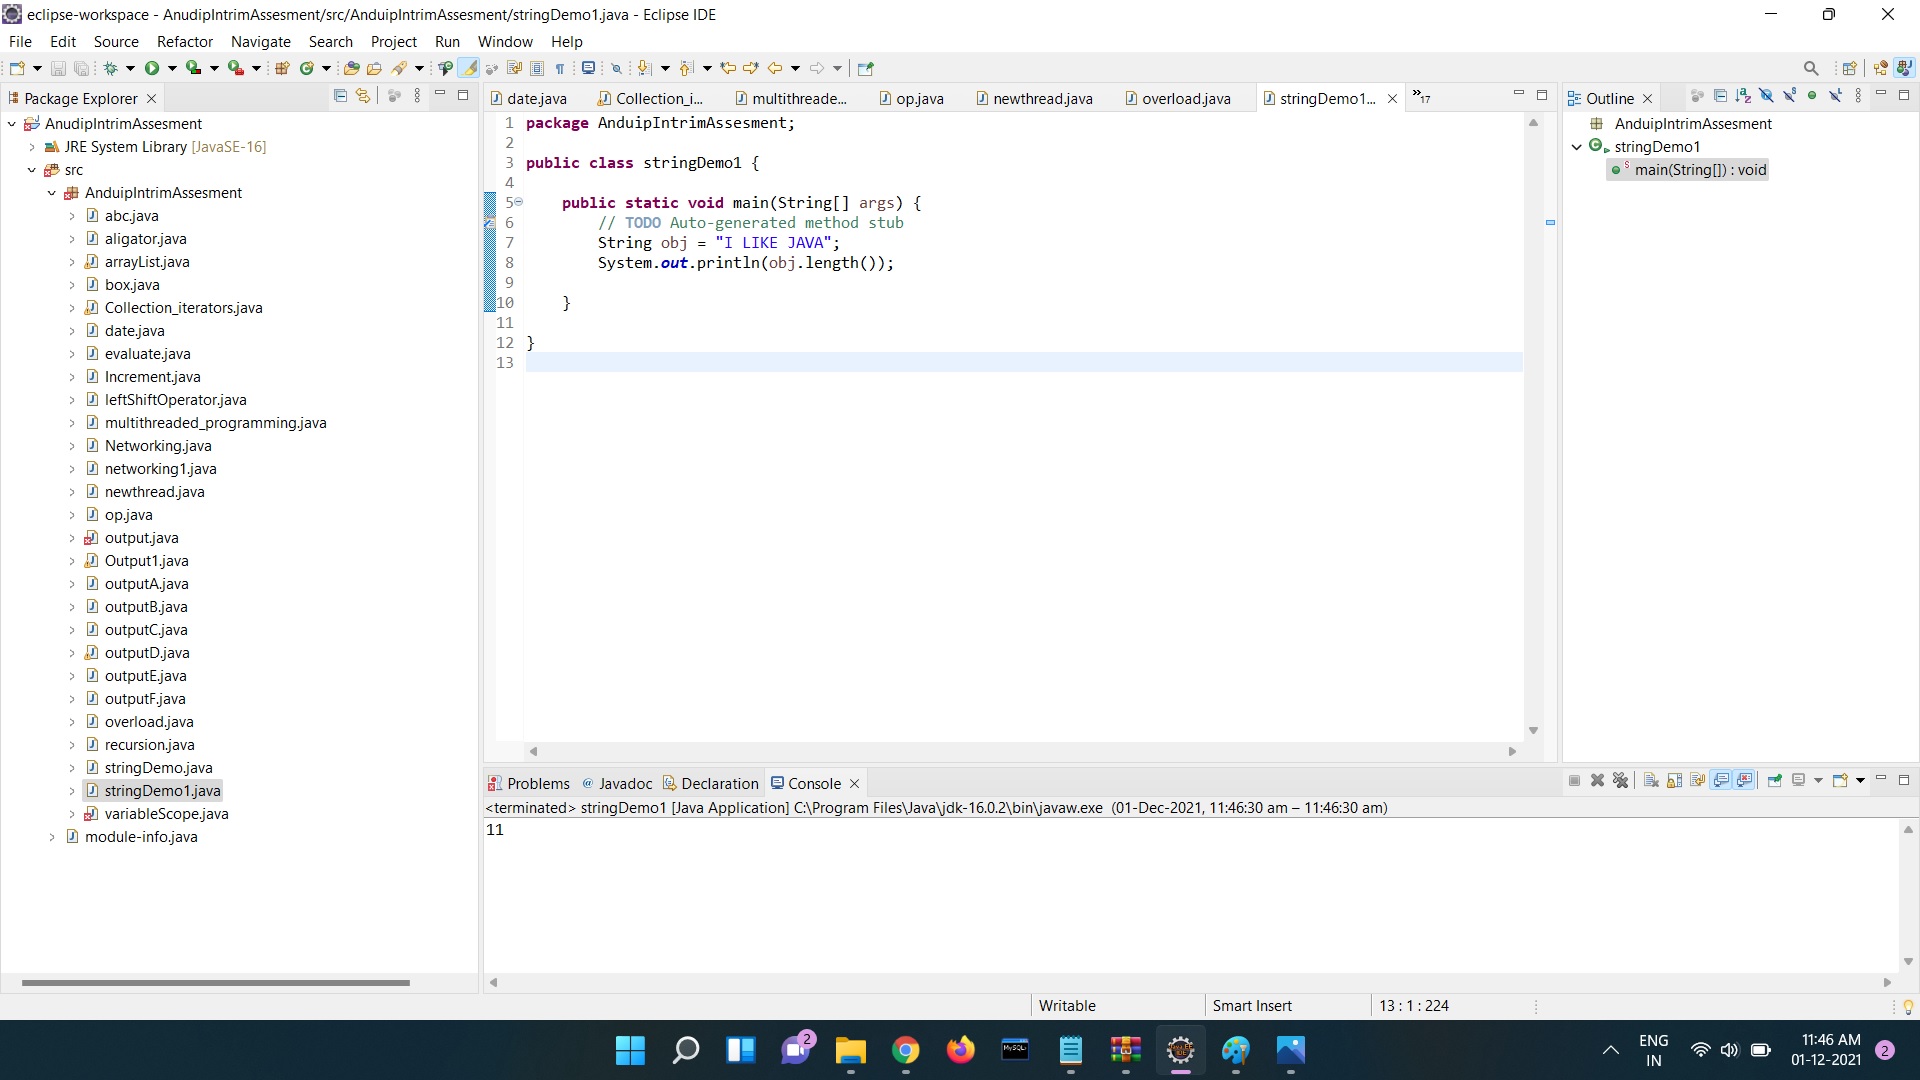 eclipse-workspace - AnudipIntrimAssesment/src/AnduipIntrimAssesment/stringDemo1.java - Eclipse IDE
File Edit Source Refactor Navigate Search Project Run Window Help
Package Explorer
AnudipIntrimAssesment
JRE System Library [JavaSE-16]
src
AnduipIntrimAssesment
abc.java
aligator.java
arrayList.java
box.java
Collection_iterators.java
date.java
evaluate.java
Increment.java
leftShiftOperator.java
multithreaded_programming.java
Networking.java
networking1.java
newthread.java
op.java
output.java
Output1.java
outputA.java
outputB.java
outputC.java
outputD.java
outputE.java
outputF.java
overload.java
recursion.java
stringDemo.java
stringDemo1.java
variableScope.java
module-info.java
date.java Collection_i... multithreade... op.java newthread.java overload.java stringDemo1... »17
1 package AnduipIntrimAssesment;
2
3 public class stringDemo1 {
4
5 public static void main(String[] args) {
6 // TODO Auto-generated method stub
7 String obj = "I LIKE JAVA";
8 System.out.println(obj.length());
9
10 }
11
12 }
13
Outline
AnduipIntrimAssesment
stringDemo1
main(String[]) : void
Problems @ Javadoc Declaration Console
<terminated> stringDemo1 [Java Application] C:\Program Files\Java\jdk-16.0.2\bin\javaw.exe (01-Dec-2021, 11:46:30 am – 11:46:30 am)
11
Writable Smart Insert 13 : 1 : 224
2
MySQL
ENG
IN
11:46 AM
01-12-2021
2